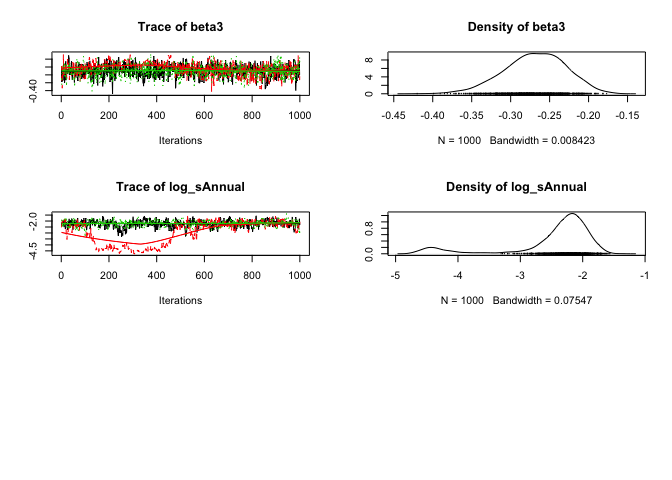 Trace of beta3
-0.40
0 200 400 600 800 1000
Iterations
Density of beta3
0 4 8
-0.45 -0.40 -0.35 -0.30 -0.25 -0.20 -0.15
N = 1000 Bandwidth = 0.008423
Trace of log_sAnnual
-4.5 -2.0
0 200 400 600 800 1000
Iterations
Density of log_sAnnual
0.0 0.8
-5 -4 -3 -2 -1
N = 1000 Bandwidth = 0.07547